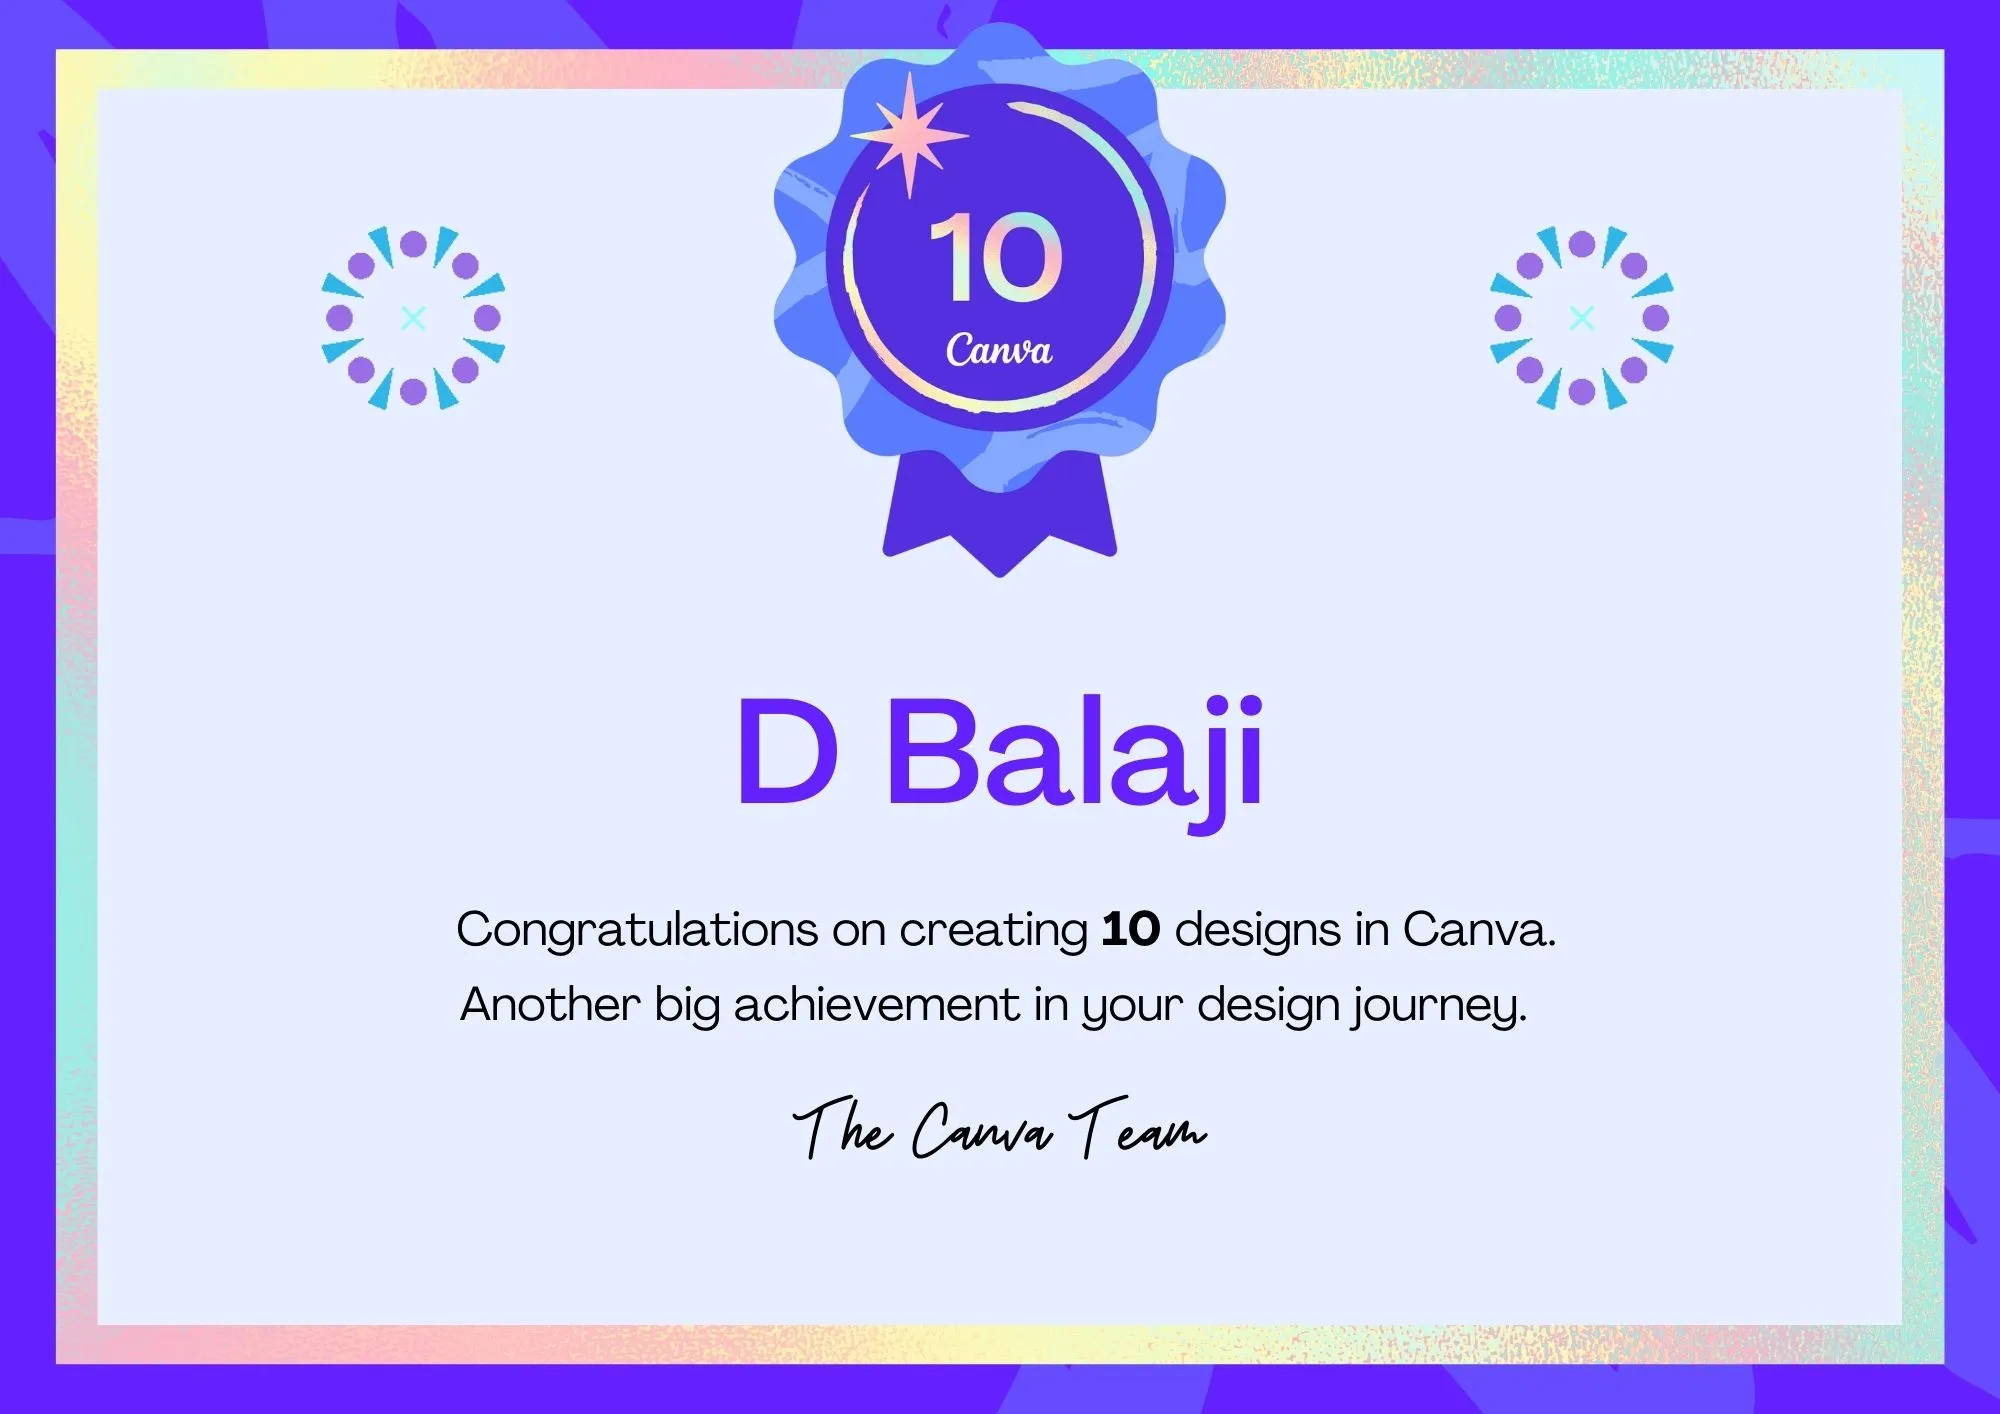 10
Canva
D Balaji
Congratulations on creating 10 designs in Canva.
Another big achievement in your design journey.
The Canva Team